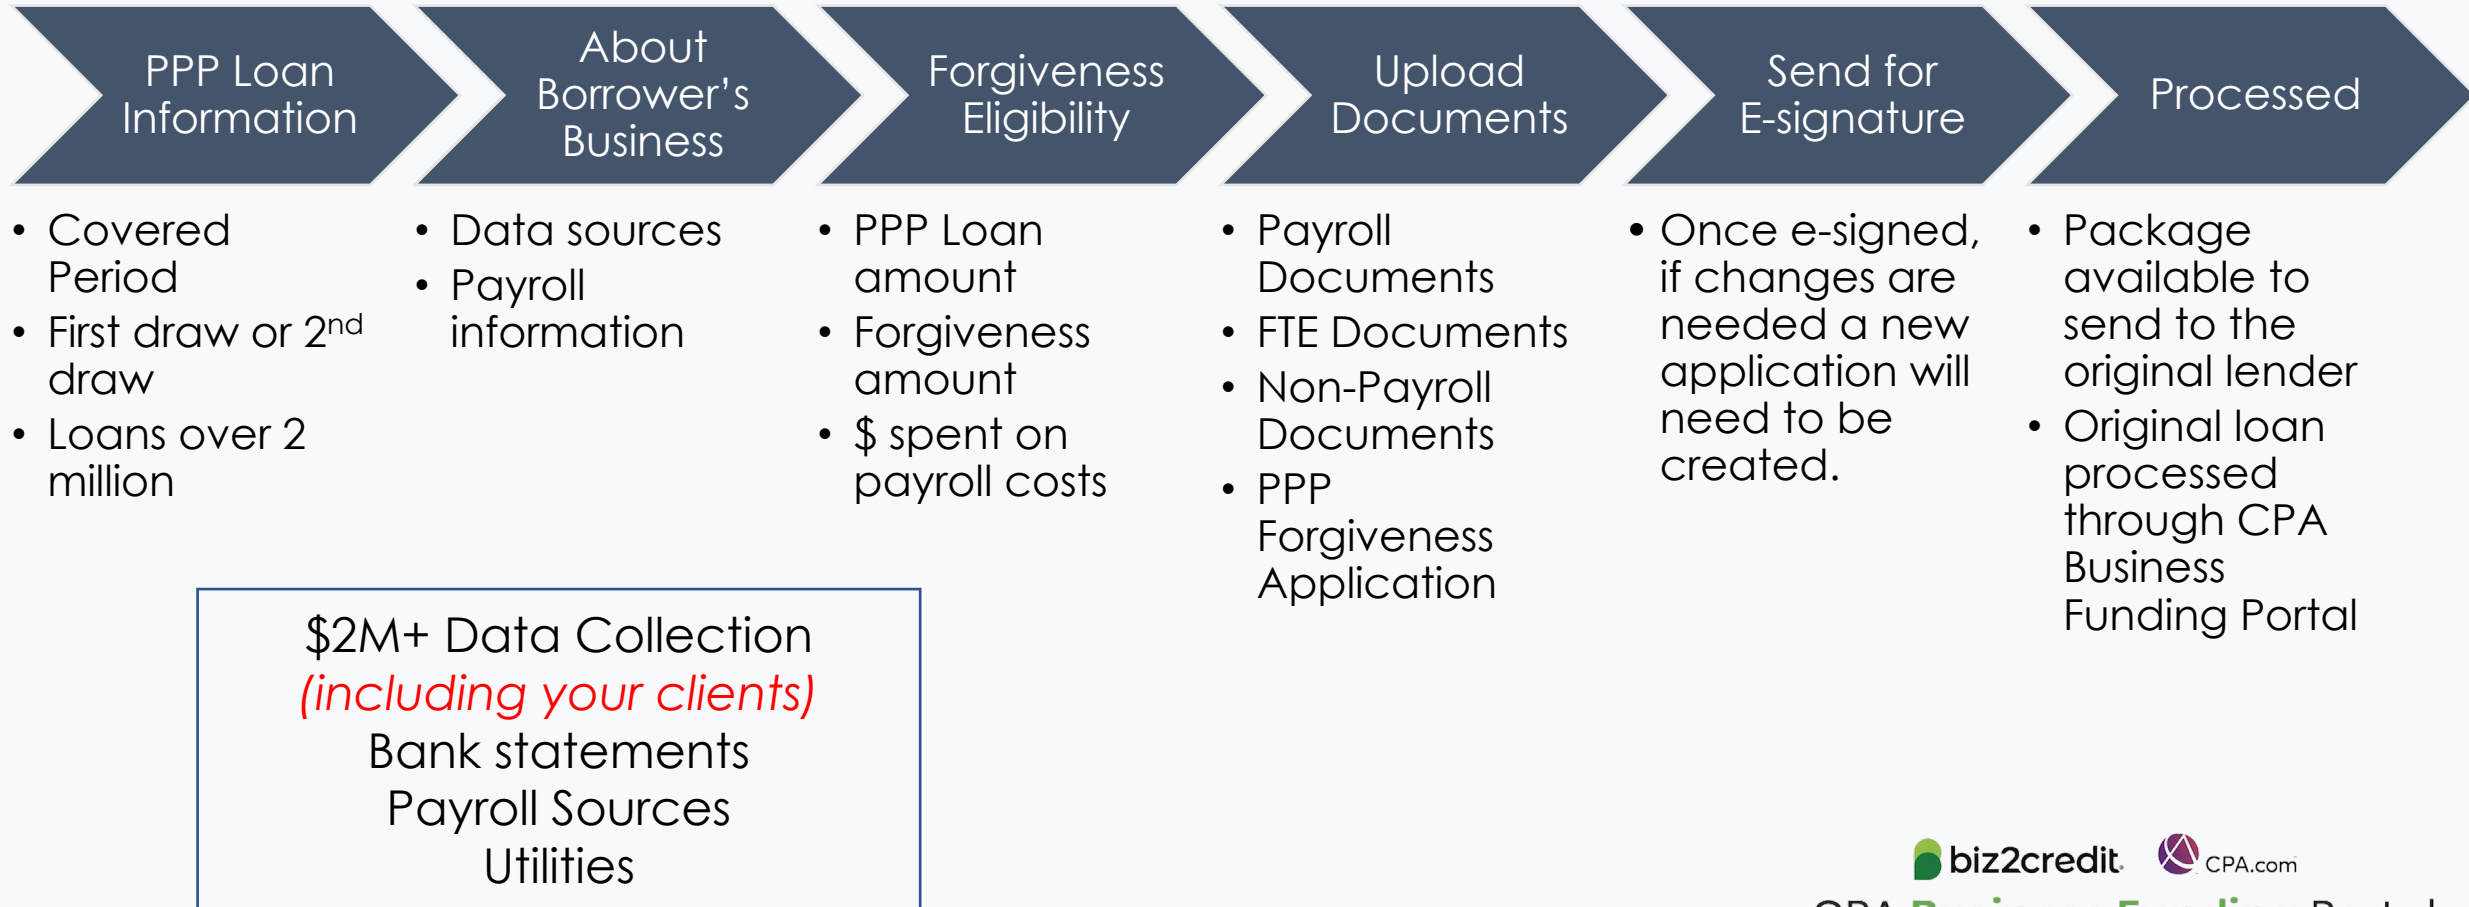 PPP Loan
Information
About
Borrower’s
Business
Forgiveness
Eligibility
Upload
Documents
Send for
E-signature
Processed
• Covered
Period
• First draw or 2nd
draw
• Loans over 2
million
• Data sources
• Payroll
information
• PPP Loan
amount
• Forgiveness
amount
• $ spent on
payroll costs
• Payroll
Documents
• FTE Documents
• Non-Payroll
Documents
• PPP
Forgiveness
Application
• Once e-signed,
if changes are
needed a new
application will
need to be
created.
• Package
available to
send to the
original lender
• Original loan
processed
through CPA
Business
Funding Portal
$2M+ Data Collection
(including your clients)
Bank statements
Payroll Sources
Utilities
biz2credit. CPA.com
CPA Business Funding Portal